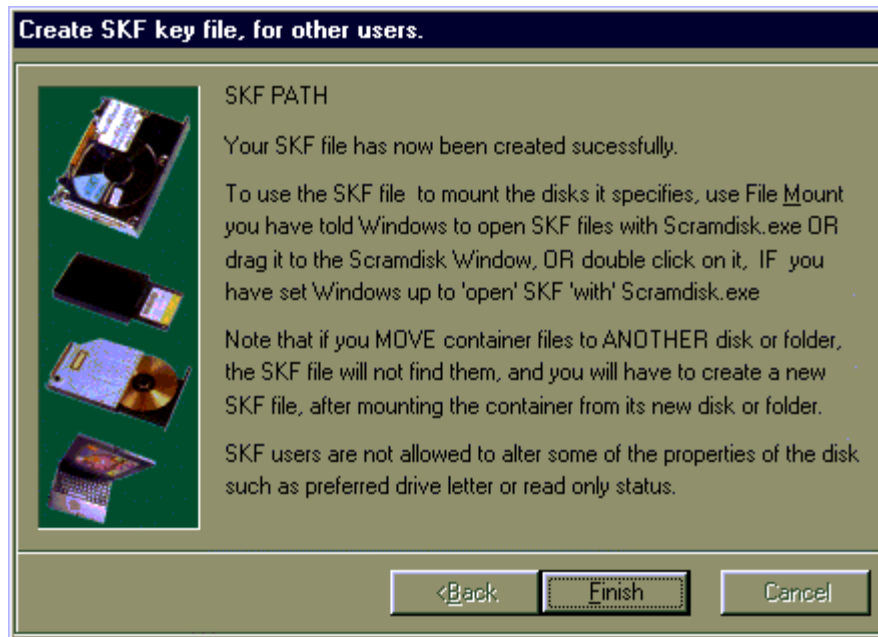 Create SKF key file, for other users.
SKF PATH
Your SKF file has now been created sucessfully.
To use the SKF file  to mount the disks it specifies, use File Mount
you have told Windows to open SKF files with Scramdisk.exe OR
drag it to the Scramdisk Window, OR double click on it,  IF  you
have set Windows up to 'open' SKF 'with' Scramdisk.exe
Note that if you MOVE container files to ANOTHER disk or folder,
the SKF file will not find them, and you will have to create a new
SKF file, after mounting the container from its new disk or folder.
SKF users are not allowed to alter some of the properties of the disk
such as preferred drive letter or read only status.
<Back
Finish
Cancel